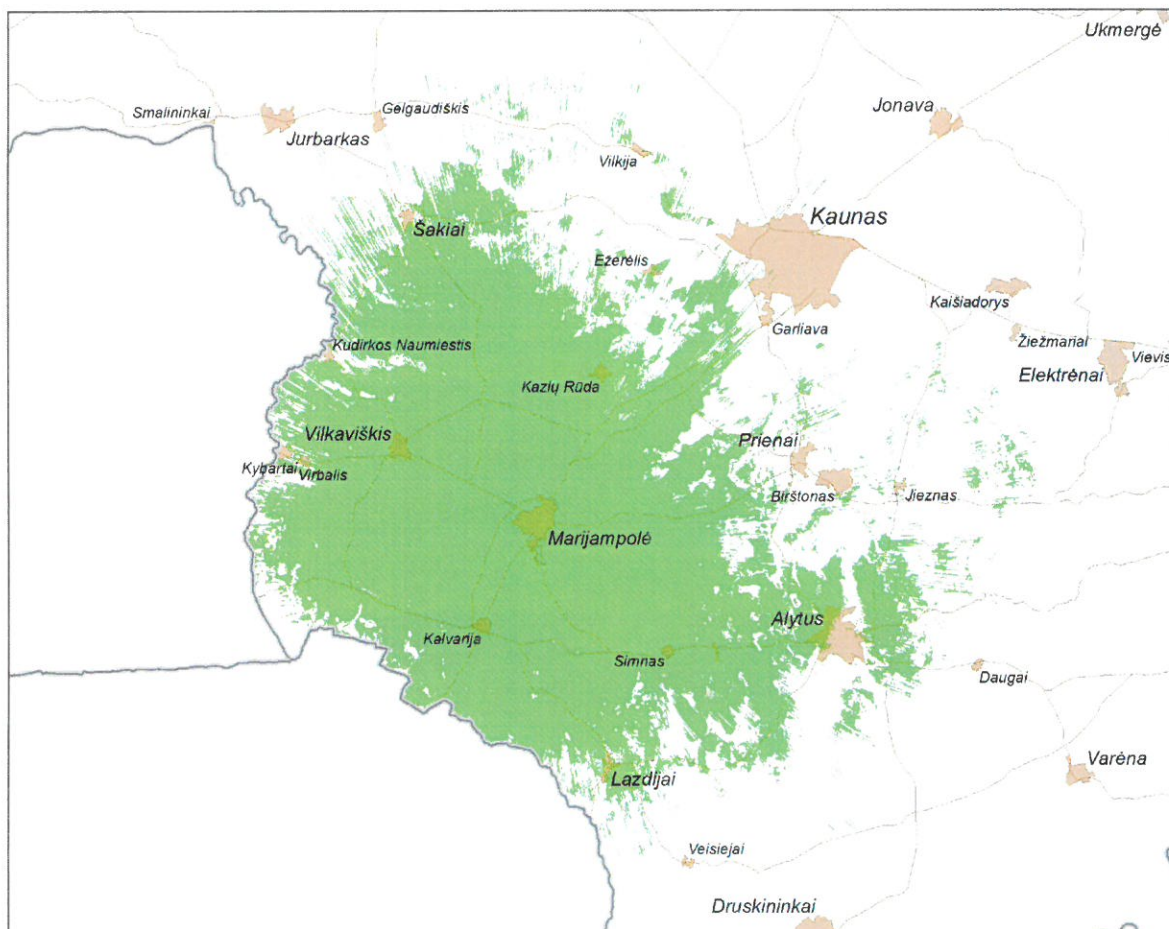 Ukmergė
Smalininkai
Gelgaudiškis
Jonava
Jurbarkas
Vilkija
Kaunas
Šakiai
Ežerėlis
Kaišiadorys
Garliava
Žiežmariai
Vievis
Kudirkos Naumiestis
Elektrėnai
Kazlų Rūda
Vilkaviškis
Prienai
Kybartai
Virbalis
Birštonas
Jieznas
Marijampolė
Alytus
Kalvarija
Simnas
Daugai
Varėna
Lazdijai
Veisiejai
Druskininkai